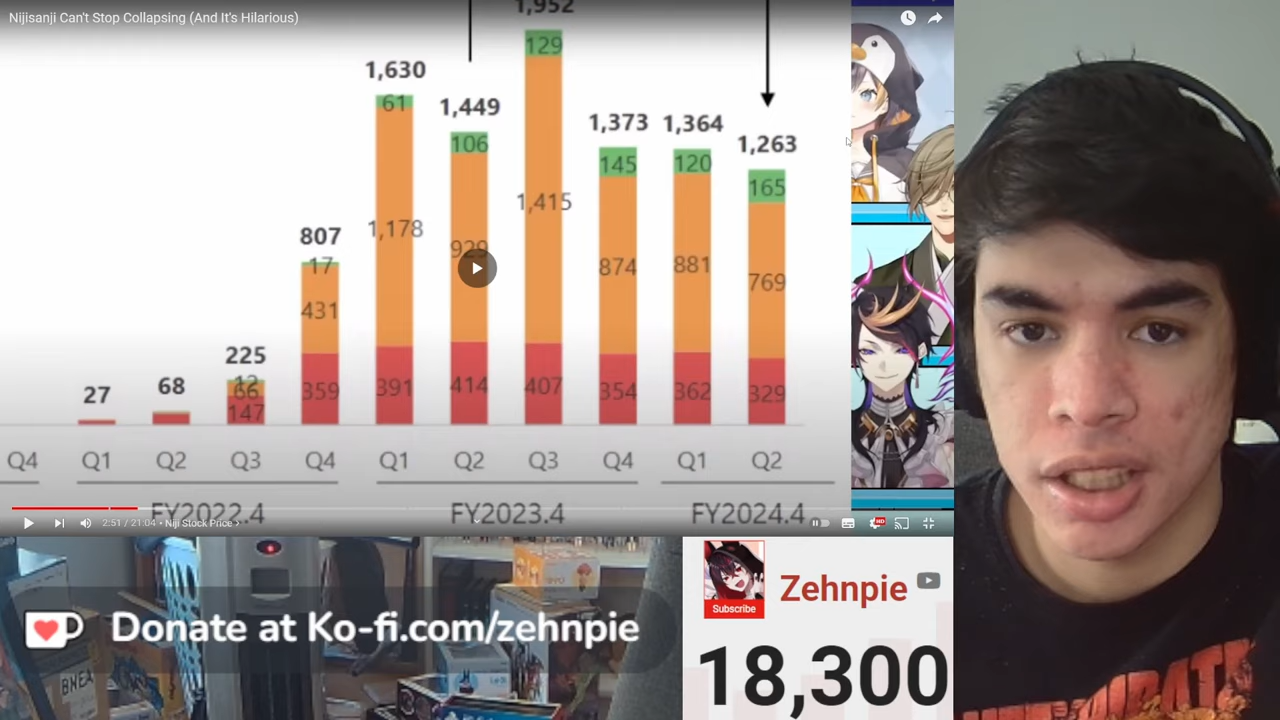 Nijisanji Can't Stop Collapsing (And It's Hilarious)
1,952
129
1,630
61
1,449
106
1,373 1,364
1,263
145 120
165
1,415
1,178
929
807
17
874 881
769
431
225
12
66
27 68
359 391 414 407 354 362 329
147
Q4 Q1 Q2 Q3 Q4 Q1 Q2 Q3 Q4 Q1 Q2
FY2022.4 FY2023.4 FY2024.4
2:51 / 21:04 • Niji Stock Price >
HD
Donate at Ko-fi.com/zehnpie
Subscribe
Zehnpie
18,300